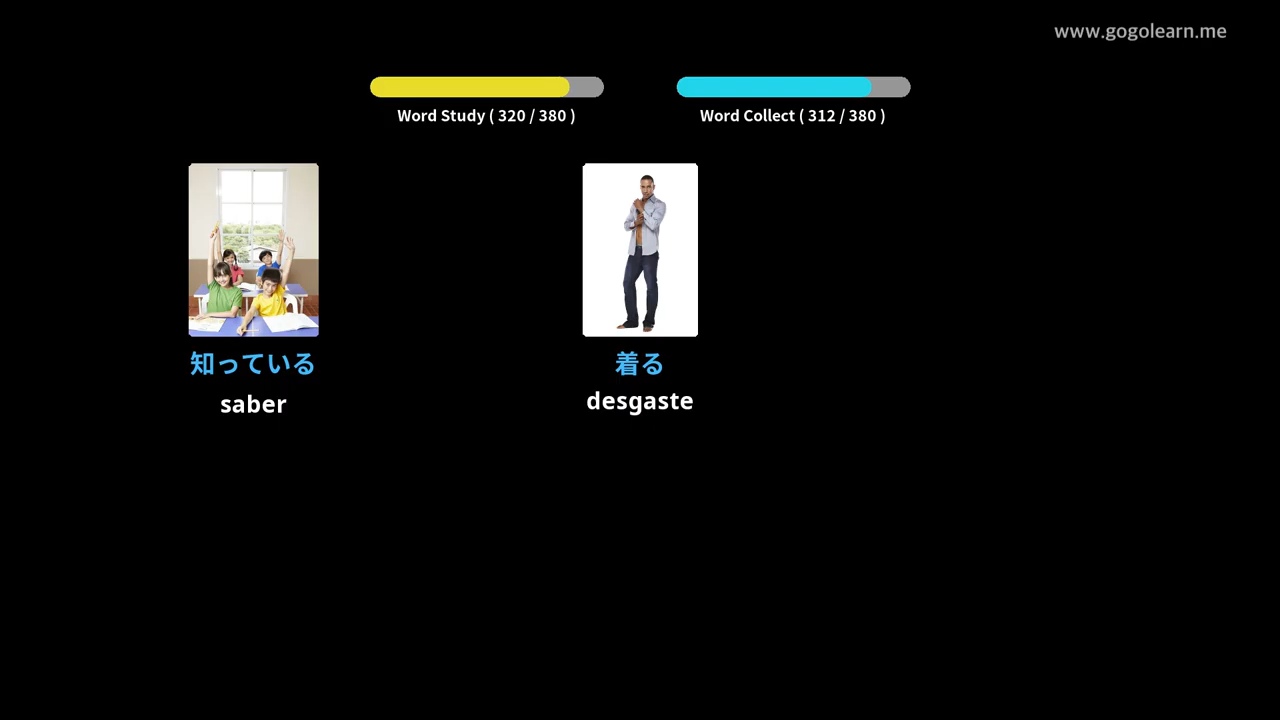 www.gogolearn.me
Word Study ( 320 / 380 )
Word Collect ( 312 / 380 )
知っている
saber
着る
desgaste